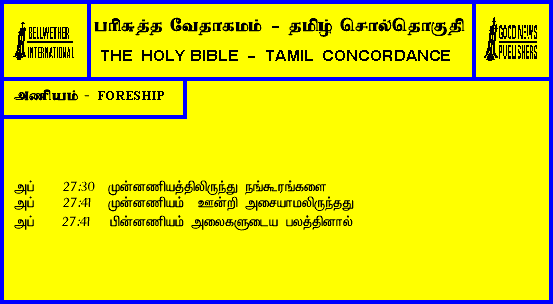 BELLWETHER
INTERNATIONAL
பரிசுத்த வேதாகமம் - தமிழ் சொல்தொகுதி
THE HOLY BIBLE - TAMIL CONCORDANCE
GOOD NEWS
PUBLISHERS
அணியம் - FORESHIP
அப் 27:30 முன்னணியத்திலிருந்து நங்கூரங்களை
அப் 27:41 முன்னணியம் ஊன்றி அசையாமலிருந்தது
அப் 27:41 பின்னணியம் அலைகளுடைய பலத்தினால்